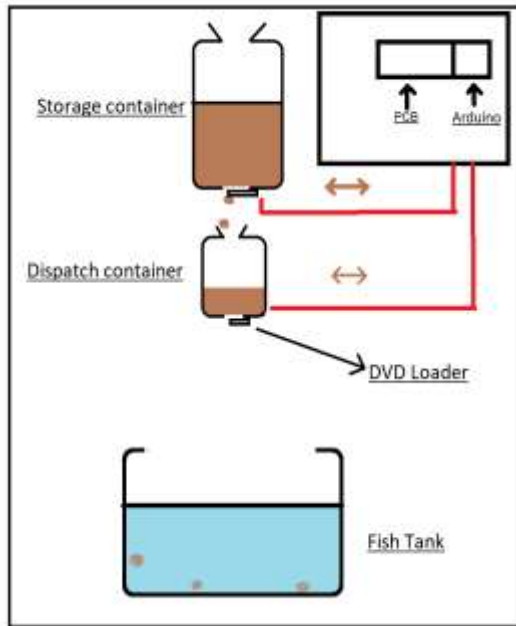 Storage container
PCB
Arduino
Dispatch container
DVD Loader
Fish Tank